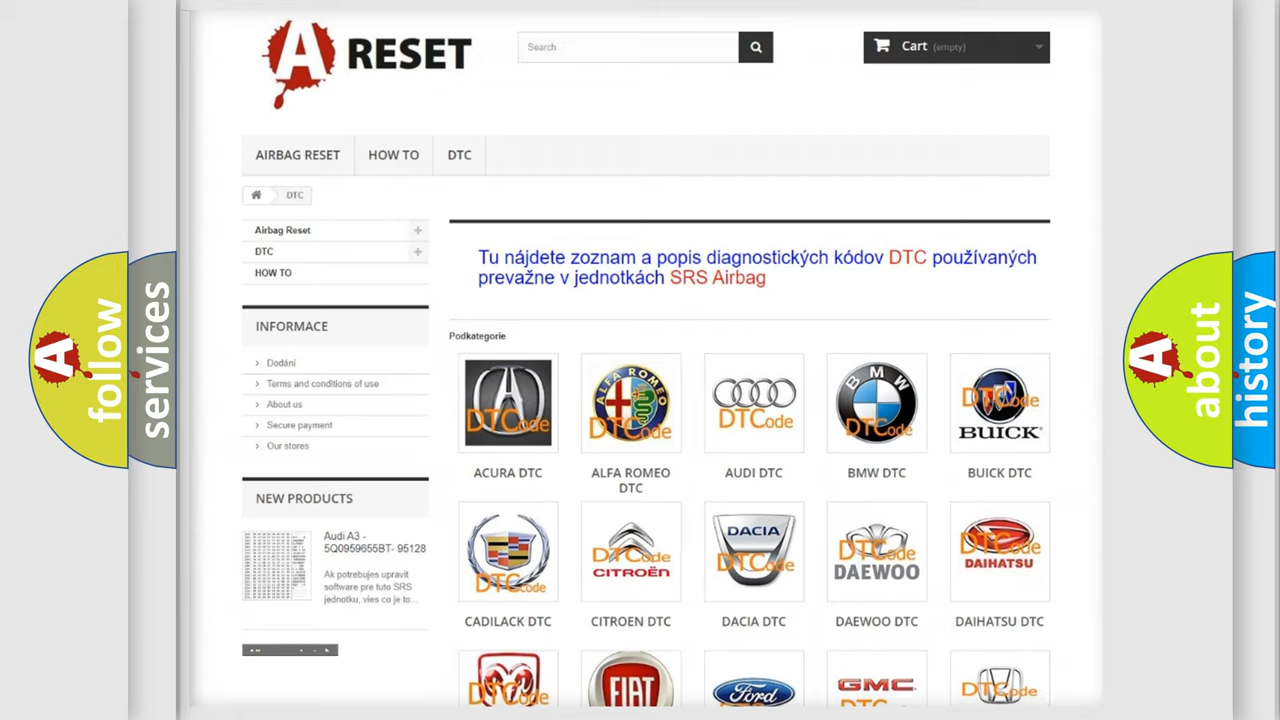 A RESET
Search
Cart (empty)
AIRBAG RESET
HOW TO
DTC
DTC
Airbag Reset
DTC
HOW TO
INFORMACE
Dodání
Terms and conditions of use
About us
Secure payment
Our stores
NEW PRODUCTS
Audi A3 -
5Q0959655BT- 95128
Ak potrebujes upravit
software pre tuto SRS
jednotku, vies co je to...
Tu nájdete zoznam a popis diagnostických kódov DTC používaných
prevažne v jednotkách SRS Airbag
Podkategorie
DTCode
ALFA ROMEO
DTCode
DTCode
BMW
DTCode
DTCode
BUICK
ACURA DTC
ALFA ROMEO
DTC
AUDI DTC
BMW DTC
BUICK DTC
DTCode
DTCode
CITROËN
DACIA
DTCode
DTCode
DAEWOO
DTCode
DAIHATSU
CADILACK DTC
CITROEN DTC
DACIA DTC
DAEWOO DTC
DAIHATSU DTC
DTCode
FIAT
Ford
DTCode
GMC
DTCode
DTCode
A follow
services
A about
history